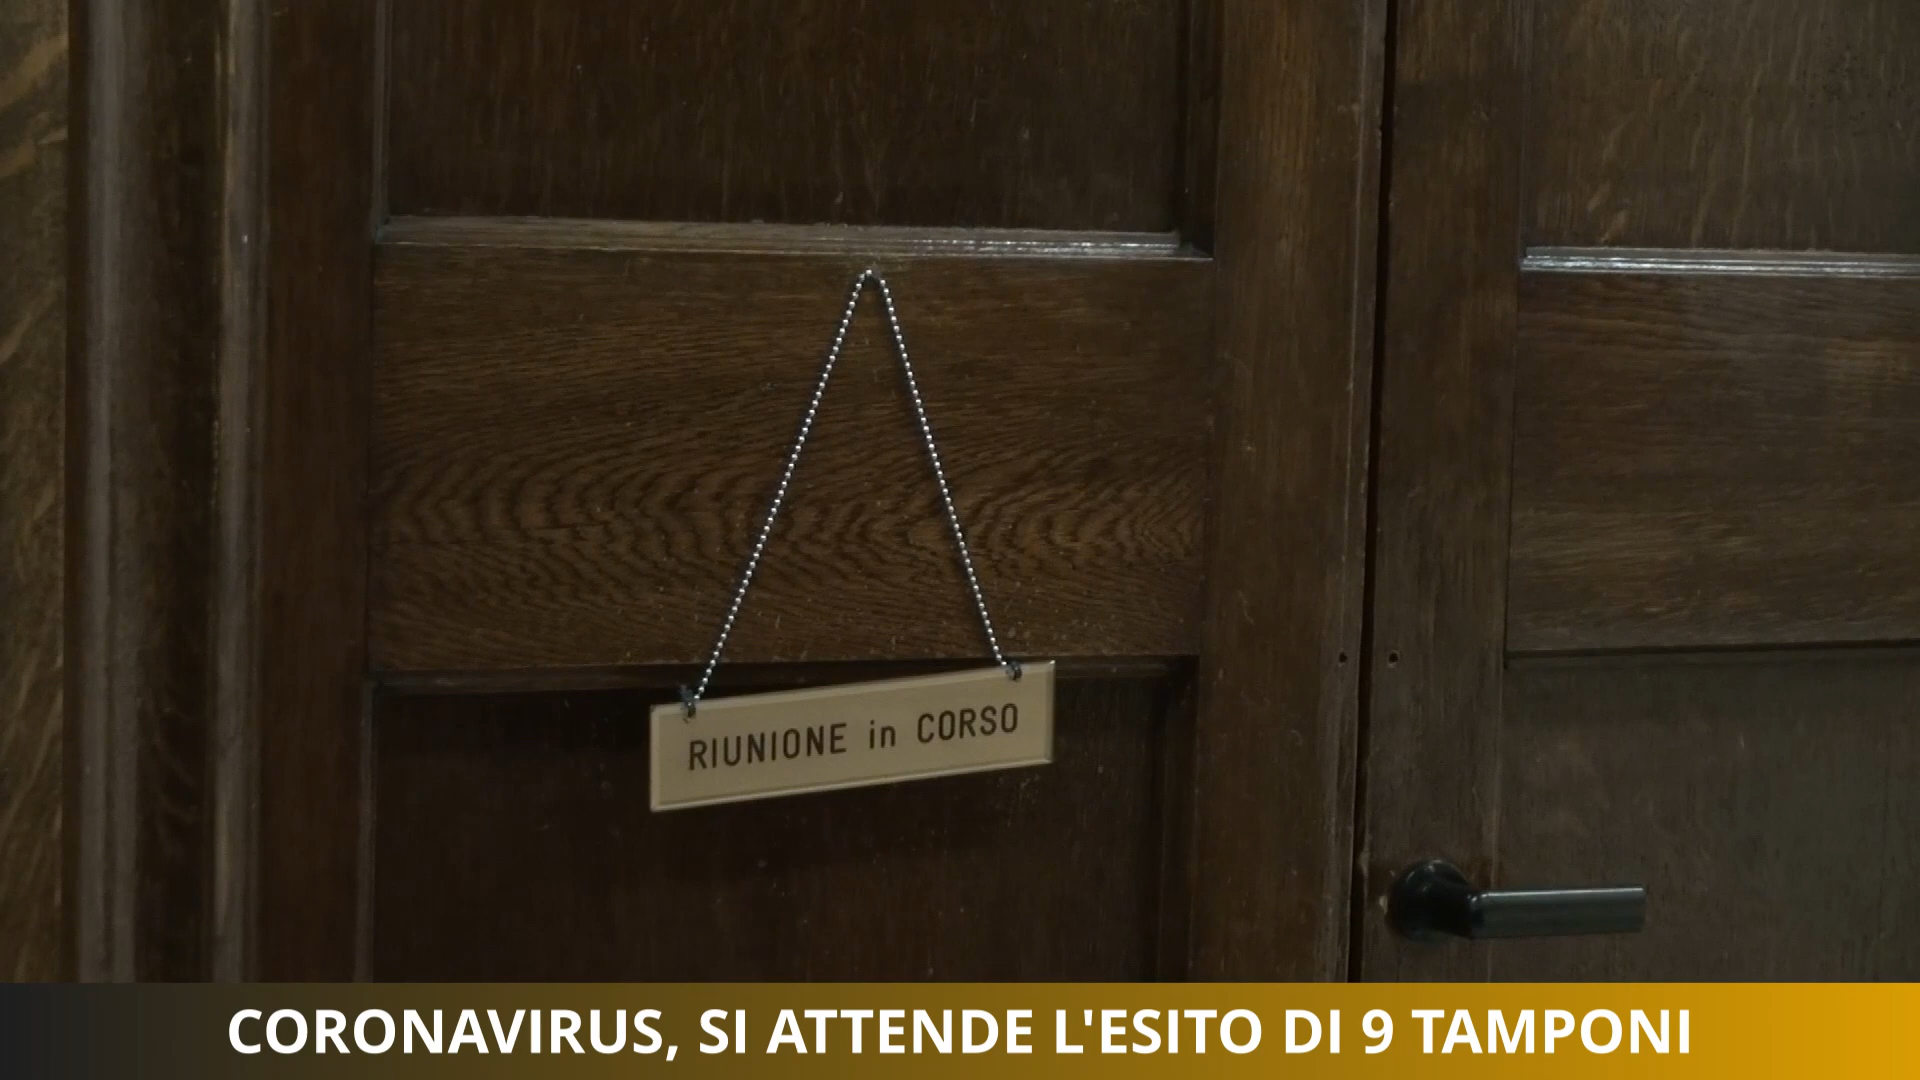 RIUNIONE in CORSO
CORONAVIRUS, SI ATTENDE L'ESITO DI 9 TAMPONI